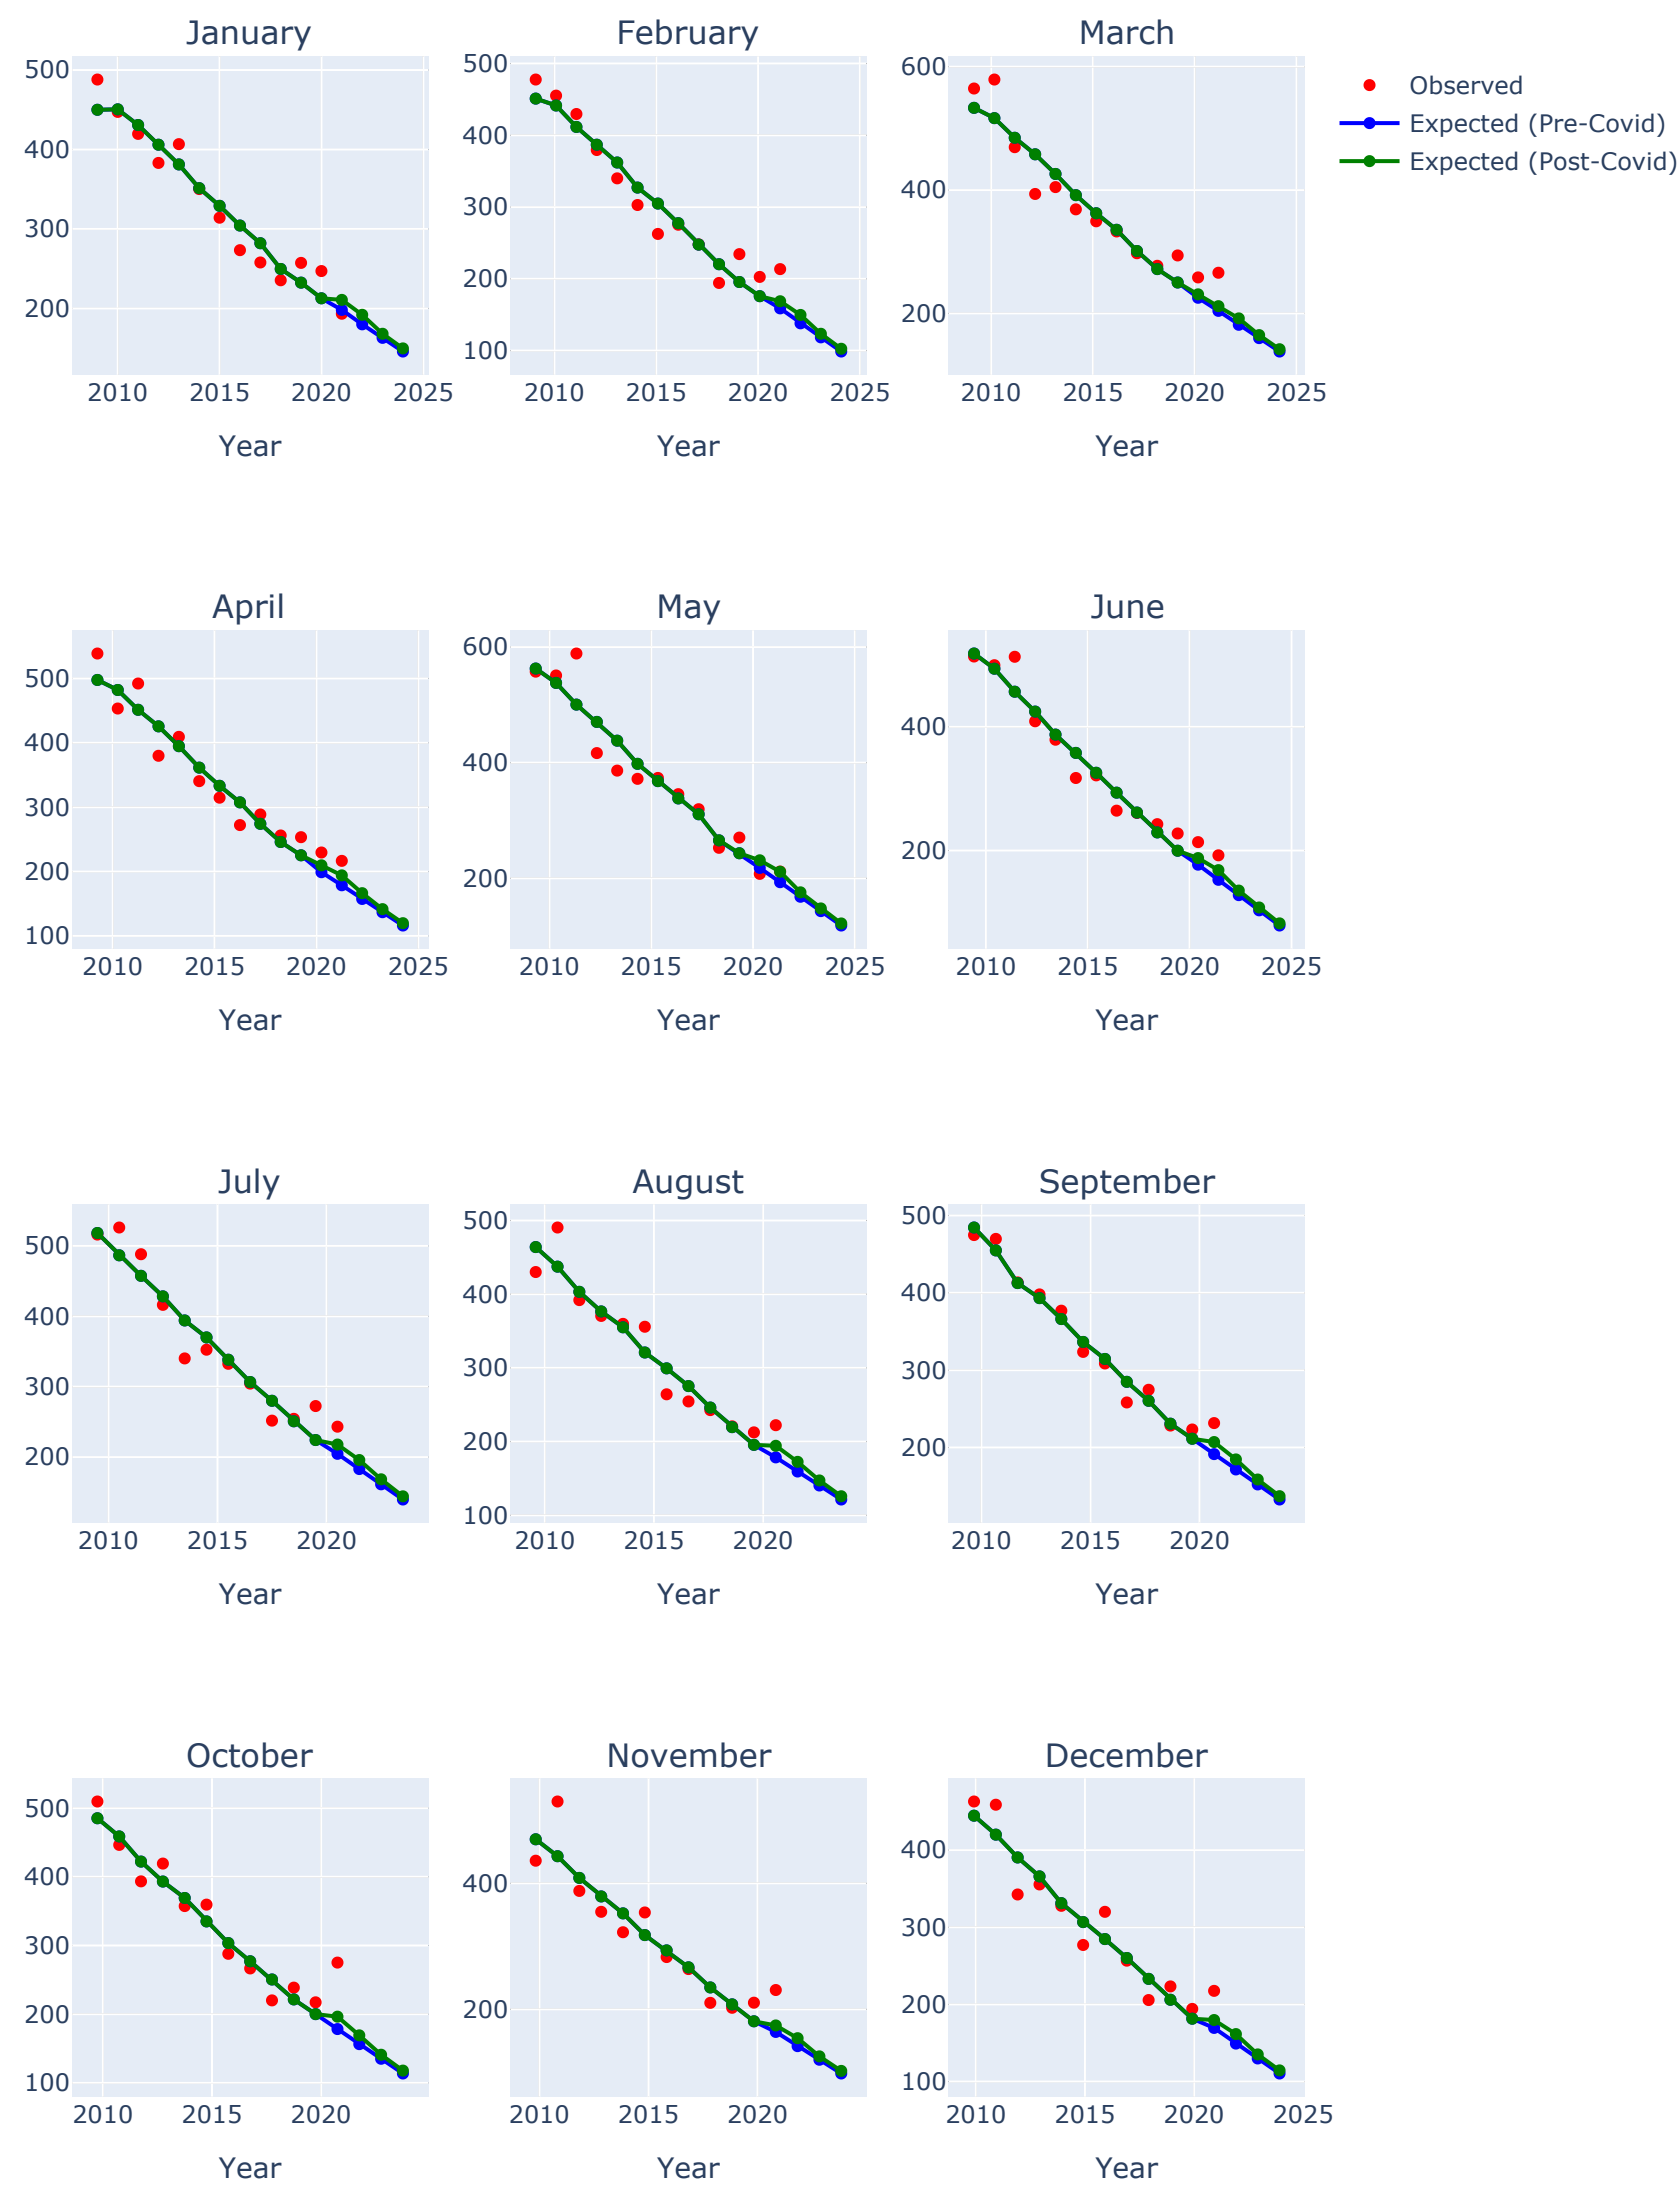 January February March
500
400
300
200
2010 2015 2020 2025
Year
500
400
300
200
100
2010 2015 2020 2025
Year
600
400
200
2010 2015 2020 2025
Year
Observed
Expected (Pre-Covid)
Expected (Post-Covid)
April May June
500
400
300
200
100
2010 2015 2020 2025
Year
600
400
200
2010 2015 2020 2025
Year
400
200
2010 2015 2020 2025
Year
July August September
500
400
300
200
2010 2015 2020
Year
500
400
300
200
100
2010 2015 2020
Year
500
400
300
200
2010 2015 2020
Year
October November December
500
400
300
200
100
2010 2015 2020
Year
400
200
2010 2015 2020
Year
400
300
200
100
2010 2015 2020 2025
Year